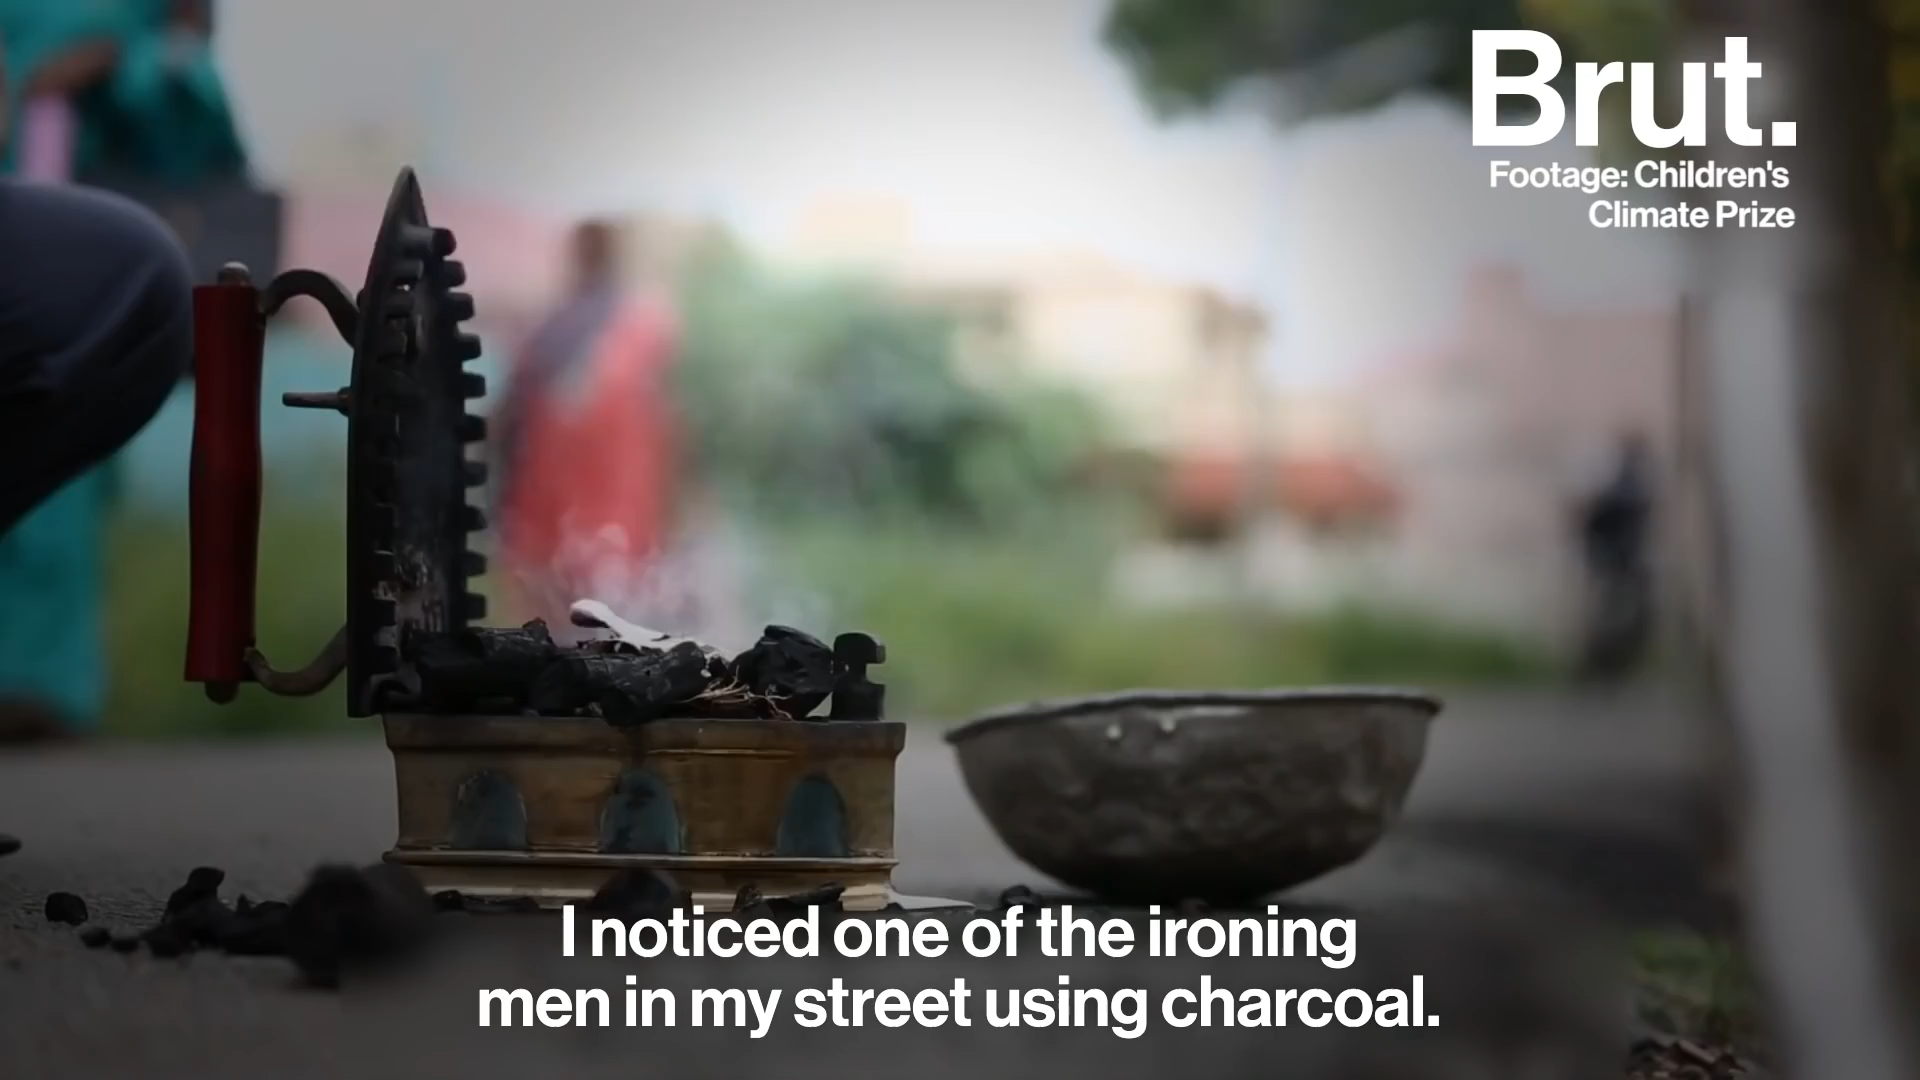 Brut.
Footage: Children's
Climate Prize
I noticed one of the ironing
men in my street using charcoal.